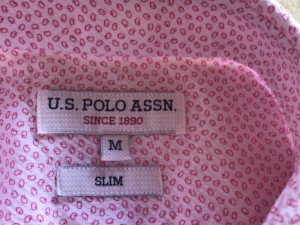 U.S. POLO ASSN.
SINCE 1890
M
SLIM